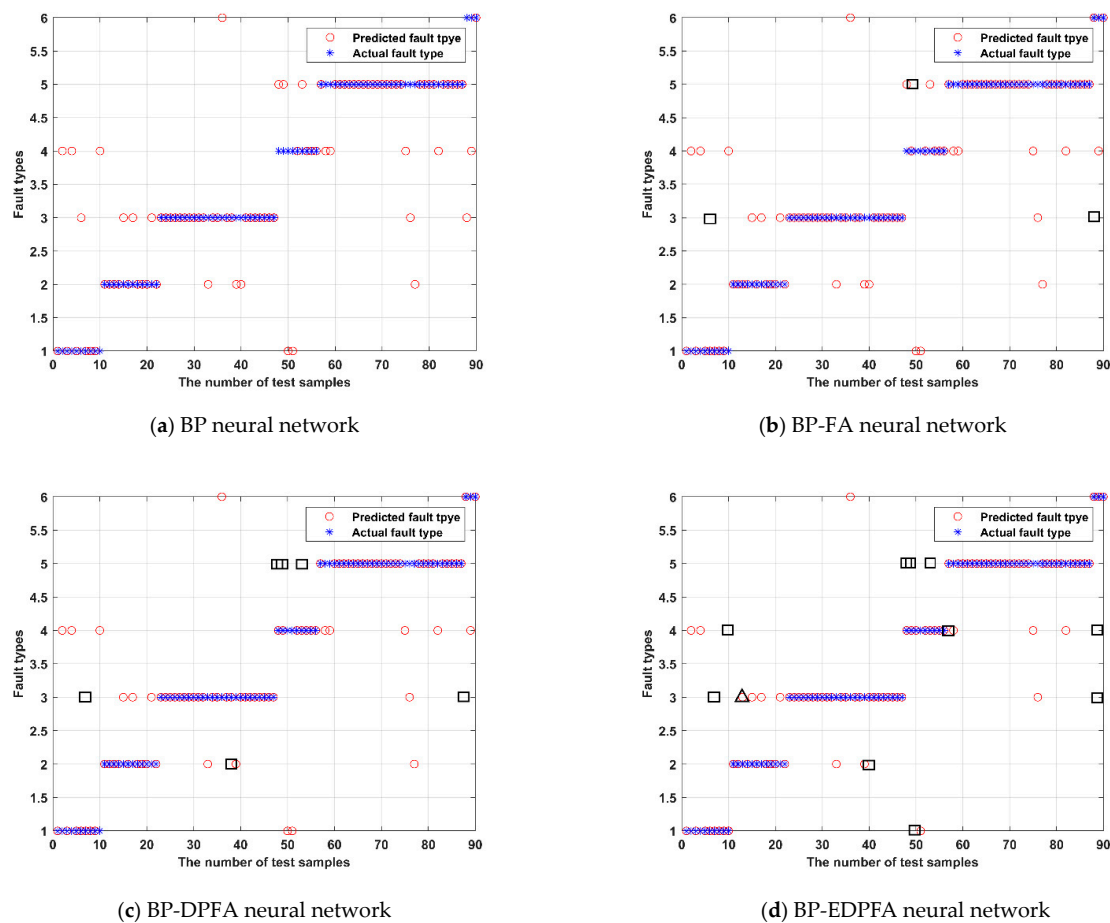 6
5.5
5
4.5
4
3.5
3
2.5
2
1.5
1
Fault types
Predicted fault tpye
Actual fault type
0 10 20 30 40 50 60 70 80 90
The number of test samples
(a) BP neural network
6
5.5
5
4.5
4
3.5
3
2.5
2
1.5
1
Fault types
Predicted fault tpye
Actual fault type
0 10 20 30 40 50 60 70 80 90
The number of test samples
(b) BP-FA neural network
6
5.5
5
4.5
4
3.5
3
2.5
2
1.5
1
Fault types
Predicted fault tpye
Actual fault type
0 10 20 30 40 50 60 70 80 90
The number of test samples
(c) BP-DPFA neural network
6
5.5
5
4.5
4
3.5
3
2.5
2
1.5
1
Fault types
Predicted fault tpye
Actual fault type
0 10 20 30 40 50 60 70 80 90
The number of test samples
(d) BP-EDPFA neural network